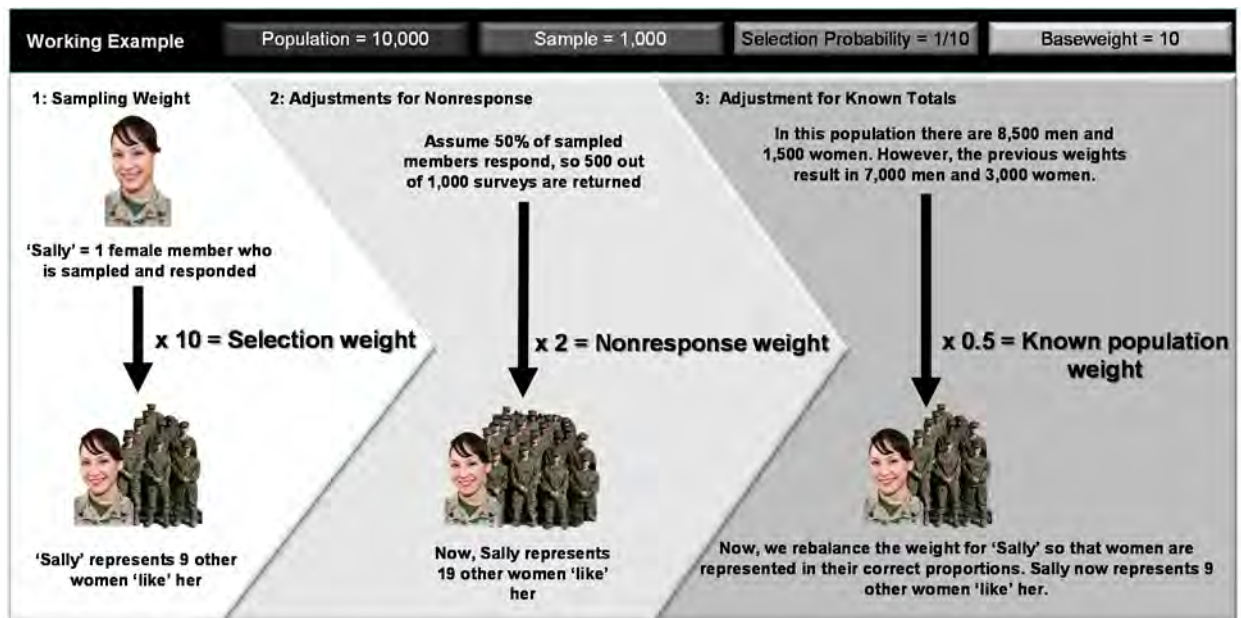 Working Example
Population = 10,000
Sample = 1,000
Selection Probability = 1/10
Baseweight = 10
1: Sampling Weight
‘Sally’ = 1 female member who
is sampled and responded
x 10 = Selection weight
‘Sally’ represents 9 other
women ‘like’ her
2: Adjustments for Nonresponse
Assume 50% of sampled
members respond, so 500 out
of 1,000 surveys are returned
x 2 = Nonresponse weight
Now, Sally represents
19 other women ‘like’
her
3: Adjustment for Known Totals
In this population there are 8,500 men and
1,500 women. However, the previous weights
result in 7,000 men and 3,000 women.
x 0.5 = Known population
weight
Now, we rebalance the weight for ‘Sally’ so that women are
represented in their correct proportions. Sally now represents 9
other women ‘like’ her.